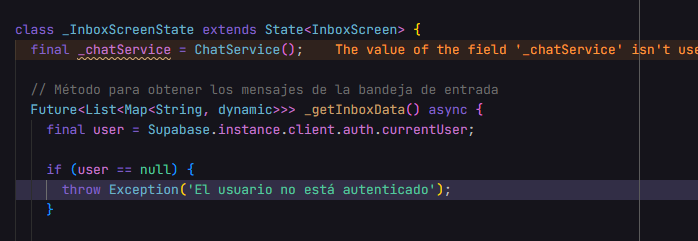 class _InboxScreenState extends State<InboxScreen> {
final _chatService = ChatService(); The value of the field '_chatService' isn't use
// Método para obtener los mensajes de la bandeja de entrada
Future<List<Map<String, dynamic>>> _getInboxData() async {
final user = Supabase.instance.client.auth.currentUser;
if (user == null) {
throw Exception('El usuario no está autenticado');
}